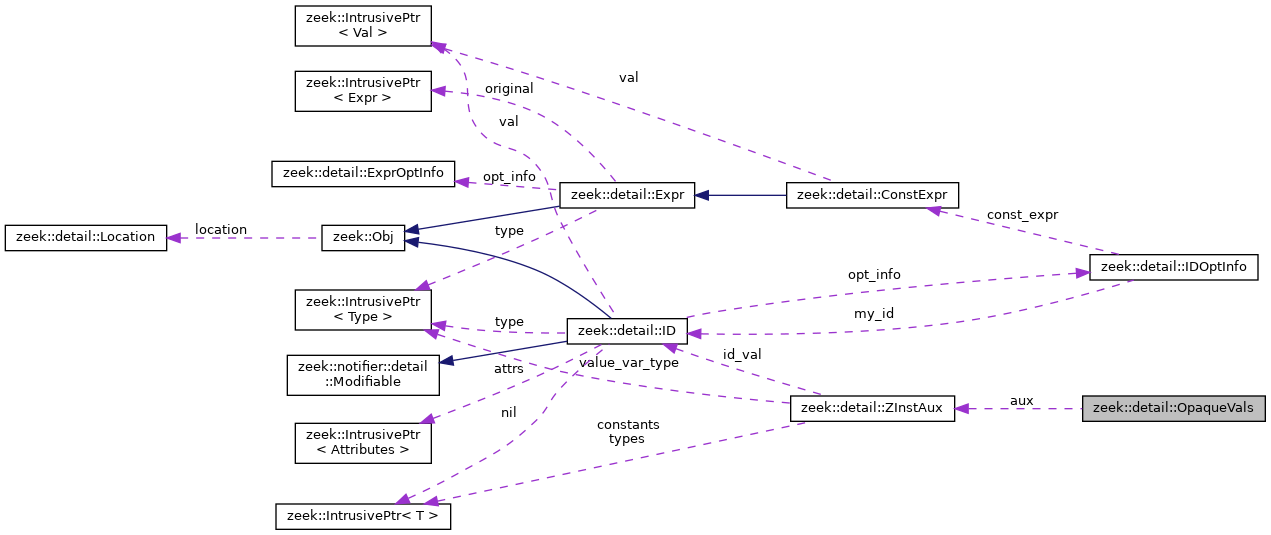 zeek::IntrusivePtr
< Val >
val
zeek::IntrusivePtr
< Expr >
original
val
zeek::detail::ExprOptInfo
opt_info
zeek::detail::Expr
zeek::detail::ConstExpr
const_expr
zeek::detail::Location
location
zeek::Obj
type
zeek::detail::IDOptInfo
opt_info
zeek::IntrusivePtr
< Type >
my_id
type
zeek::detail::ID
id_val
zeek::notifier::detail
::Modifiable
value_var_type
attrs
zeek::detail::ZInstAux
aux
zeek::detail::OpaqueVals
nil
constants
types
zeek::IntrusivePtr
< Attributes >
zeek::IntrusivePtr< T >